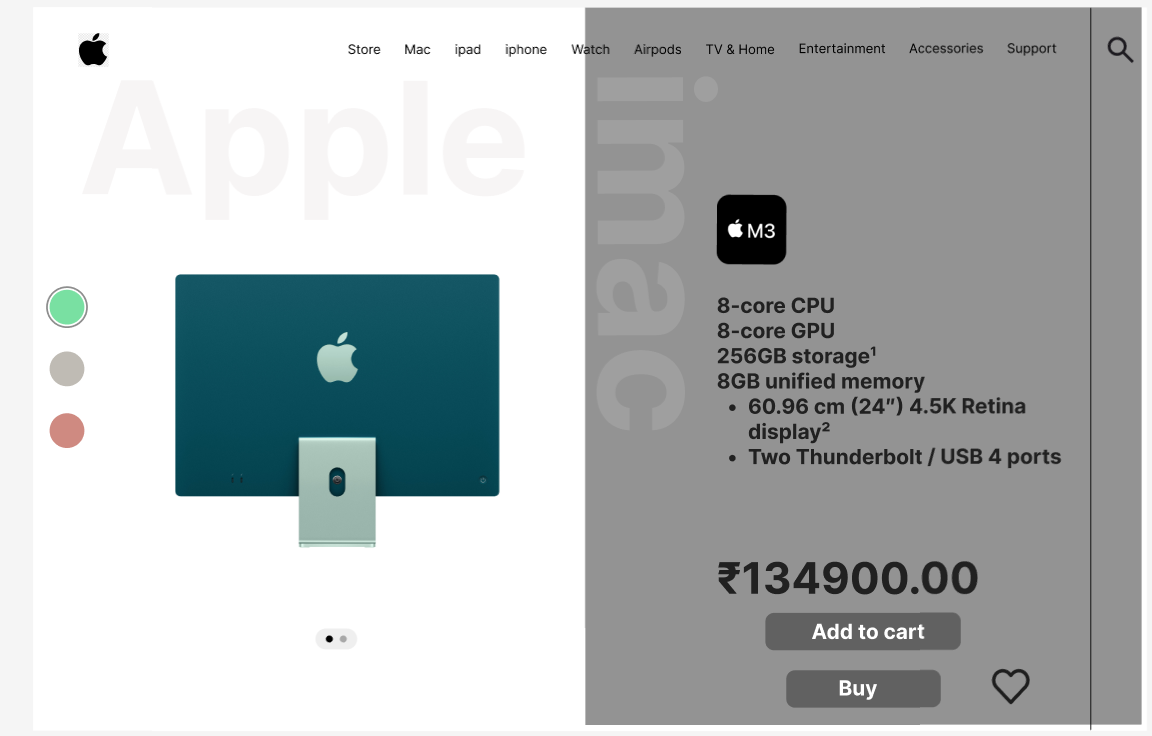 Store Mac ipad iphone Watch Airpods TV & Home Entertainment Accessories Support
Apple
imac
M3
8-core CPU
8-core GPU
256GB storage¹
8GB unified memory
• 60.96 cm (24″) 4.5K Retina
display²
• Two Thunderbolt / USB 4 ports
₹134900.00
Add to cart
Buy